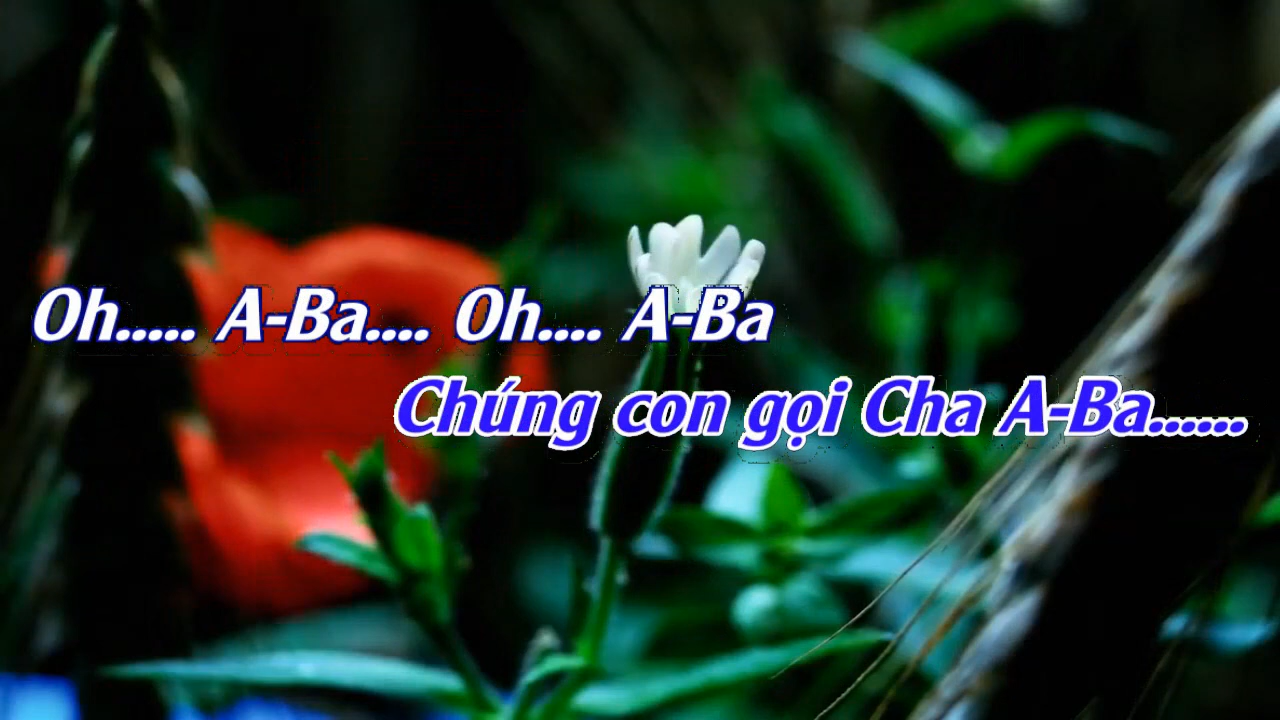 Oh..... A-Ba.... Oh.... A-Ba
Chúng con gọi Cha A-Ba......